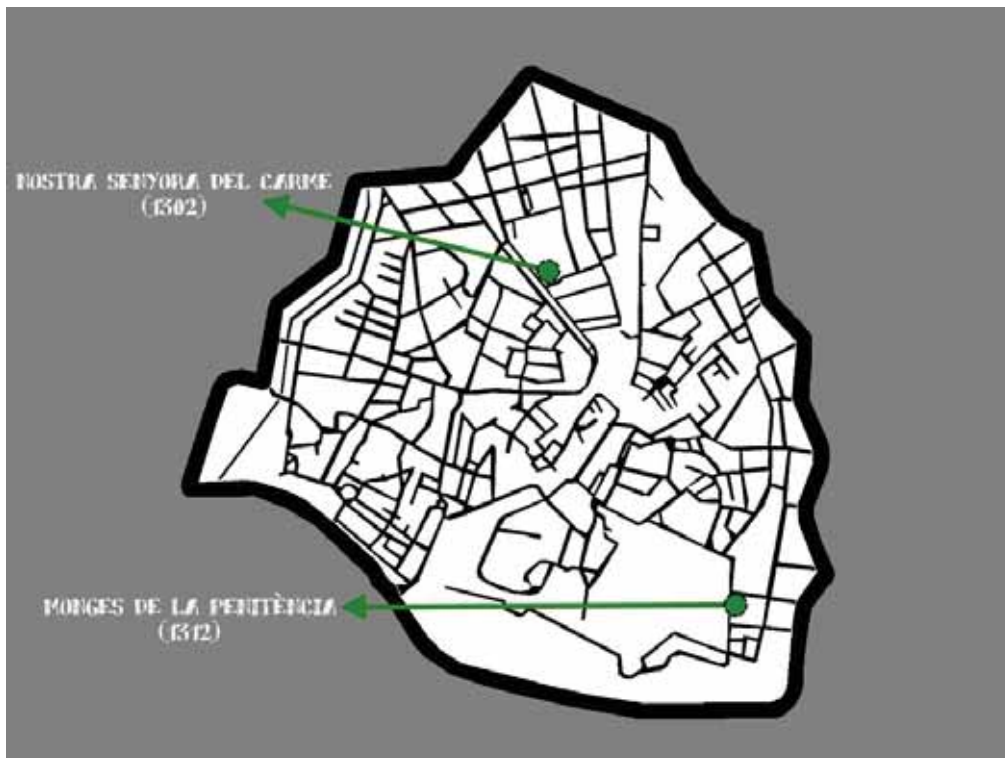 NOSTRA SENYORA DEL CARME
(1302)
MONGES DE LA PENITÈNCIA
(1312)